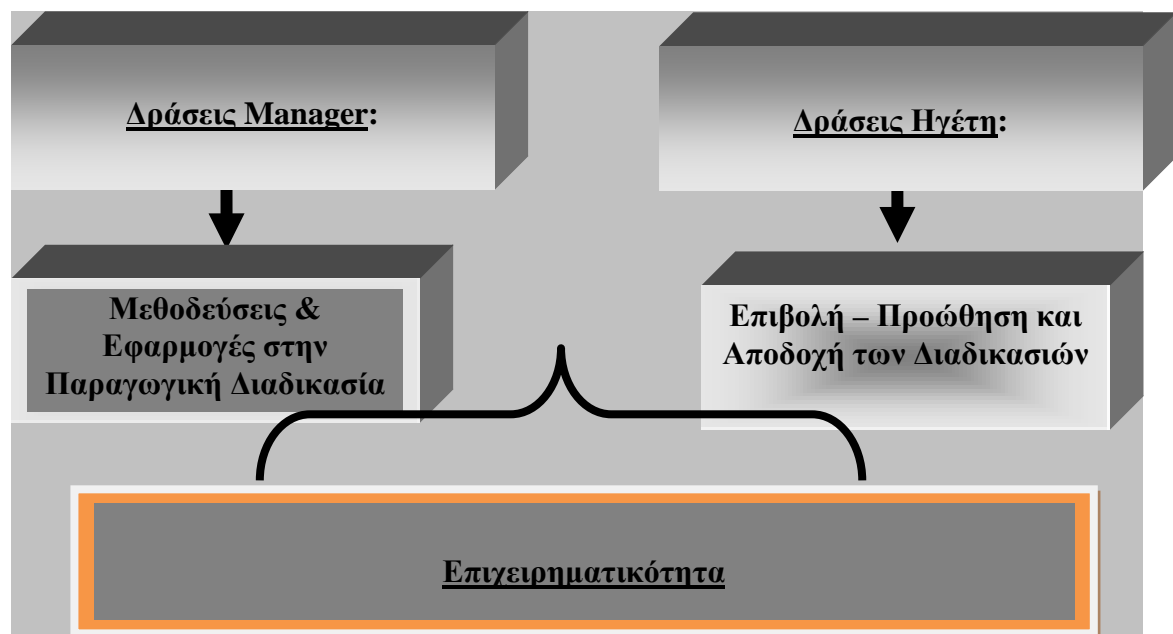 Δράσεις Manager:
Δράσεις Ηγέτη:
Μεθοδεύσεις &
Εφαρμογές στην
Παραγωγική Διαδικασία
Επιβολή – Προώθηση και
Αποδοχή των Διαδικασιών
Επιχειρηματικότητα